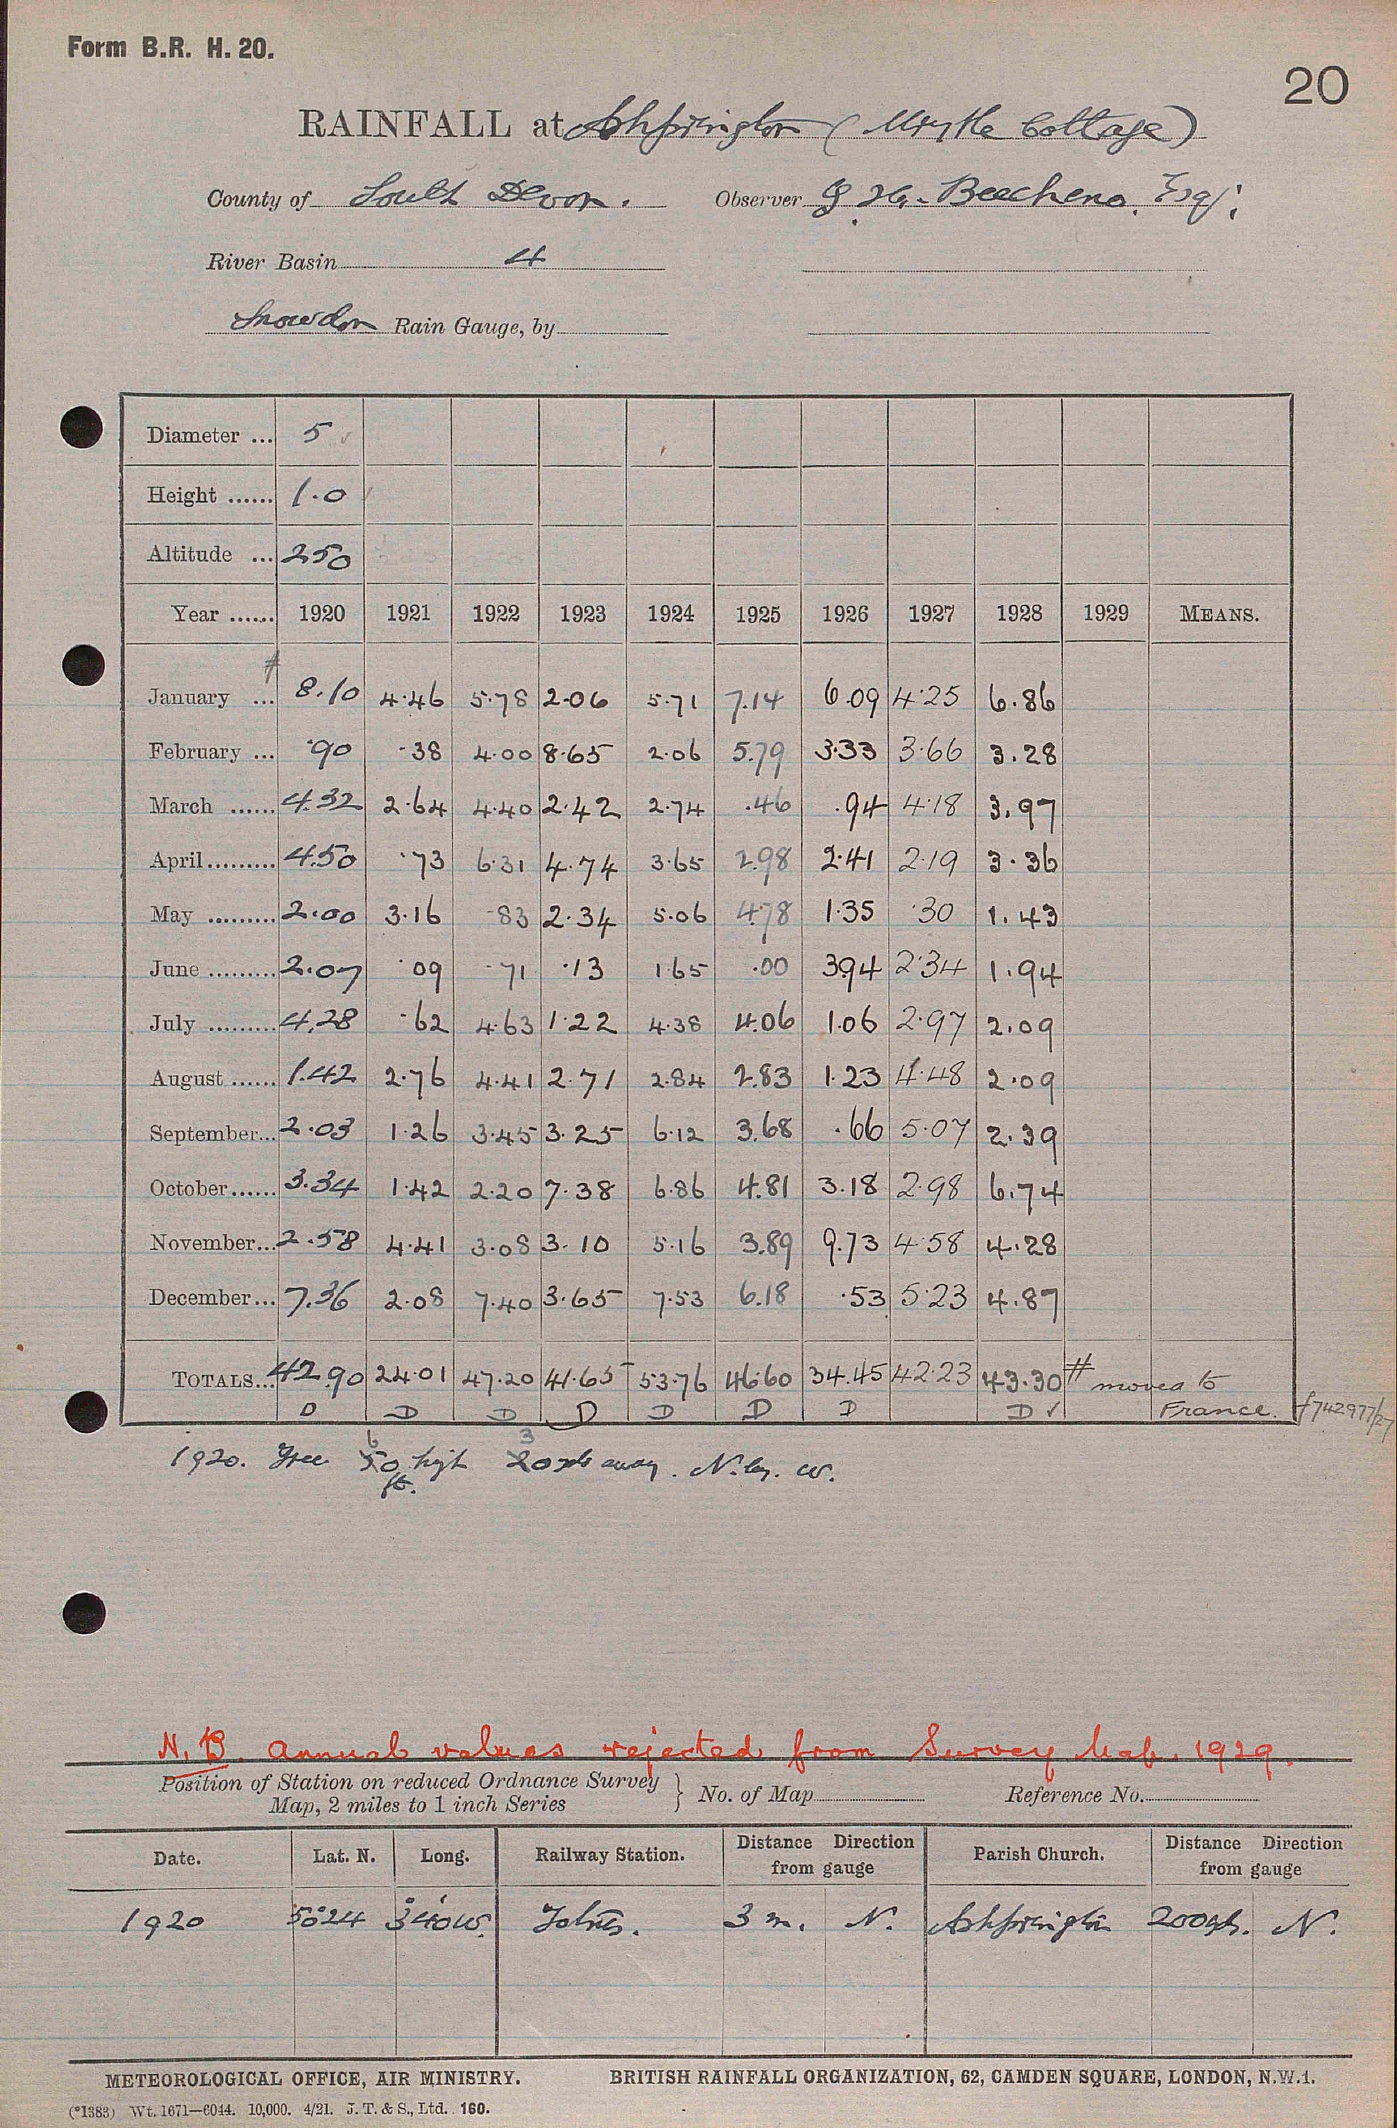 Form B.R. H. 20.
20
RAINFALL at Ashprington (Myrtle Cottage)
County of South Devon. Observer G. H. Beecheno. Esq;
River Basin 4
Snowdon Rain Gauge, by
Diameter ... 5
Height ...... 1.0
Altitude ... 250
Year ...... 1920 1921 1922 1923 1924 1925 1926 1927 1928 1929 MEANS.
January ... # 8.10 4.46 5.78 2.06 5.71 7.14 6.09 4.25 6.86
February ... .90 .38 4.00 8.65 2.06 5.79 3.33 3.66 3.28
March ...... 4.32 2.64 4.40 2.42 2.74 .46 .94 4.18 3.97
April ......... 4.50 .73 6.31 4.74 3.65 2.98 2.41 2.19 3.36
May ......... 2.00 3.16 .83 2.34 5.06 4.78 1.35 .30 1.43
June ......... 2.07 .09 .71 .13 1.65 .00 3.94 2.34 1.94
July ......... 4.28 .62 4.63 1.22 4.38 4.06 1.06 2.97 2.09
August ...... 1.42 2.76 4.41 2.71 2.84 2.83 1.23 4.48 2.09
September... 2.03 1.26 3.45 3.25 6.12 3.68 .66 5.07 2.39
October ...... 3.34 1.42 2.20 7.38 6.86 4.81 3.18 2.98 6.74
November... 2.58 4.41 3.08 3.10 5.16 3.89 9.73 4.58 4.28
December ... 7.36 2.08 7.40 3.65 7.53 6.18 .53 5.23 4.87
TOTALS... 42.90 24.01 47.20 41.65 53.76 46.60 34.45 42.23 43.30 # moved to
D D D D D D D D ✓ France. f742977/27
6 3
1920. Tree 50 high 20 yds away. N. by. W.
ft.
N.B. Annual values rejected from Survey Map. 1929.
Position of Station on reduced Ordnance Survey
Map, 2 miles to 1 inch Series } No. of Map Reference No.
Date. Lat. N. Long. Railway Station. Distance Direction from gauge Parish Church. Distance Direction from gauge
1920 50°24 3°40'W. Totnes. 3 m. N. Ashprington 200 yds. N.
METEOROLOGICAL OFFICE, AIR MINISTRY. BRITISH RAINFALL ORGANIZATION, 62, CAMDEN SQUARE, LONDON, N.W.1.
(*1383) Wt. 1671—6044. 10,000. 4/21. J. T. & S., Ltd. 160.